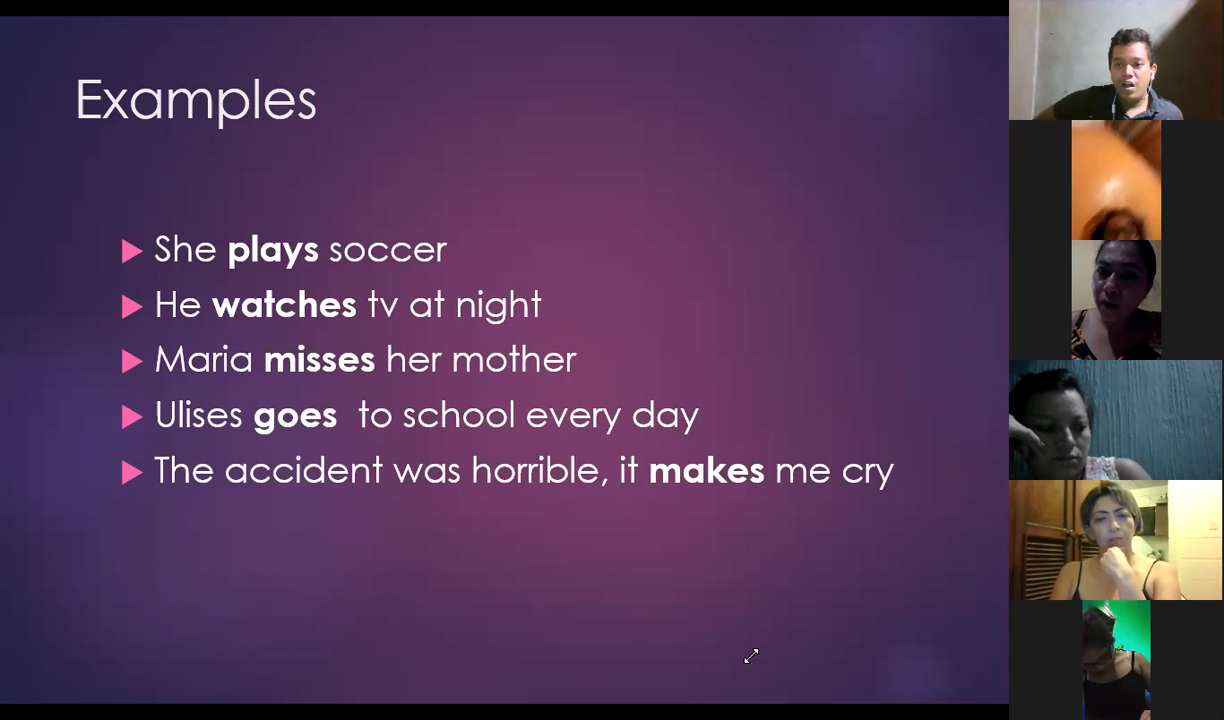 Examples
She plays soccer
He watches tv at night
Maria misses her mother
Ulises goes  to school every day
The accident was horrible, it makes me cry